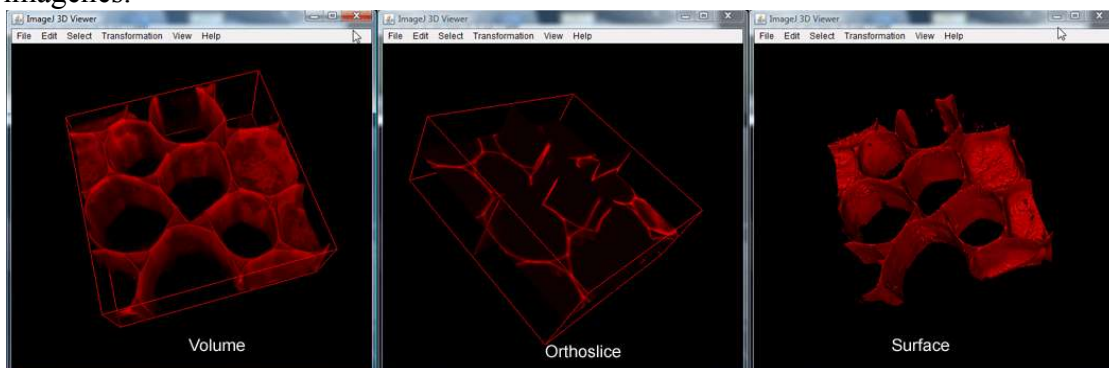 imágenes.
ImageJ 3D Viewer
File Edit Select Transformation View Help
Volume
ImageJ 3D Viewer
File Edit Select Transformation View Help
Orthoslice
ImageJ 3D Viewer
File Edit Select Transformation View Help
Surface